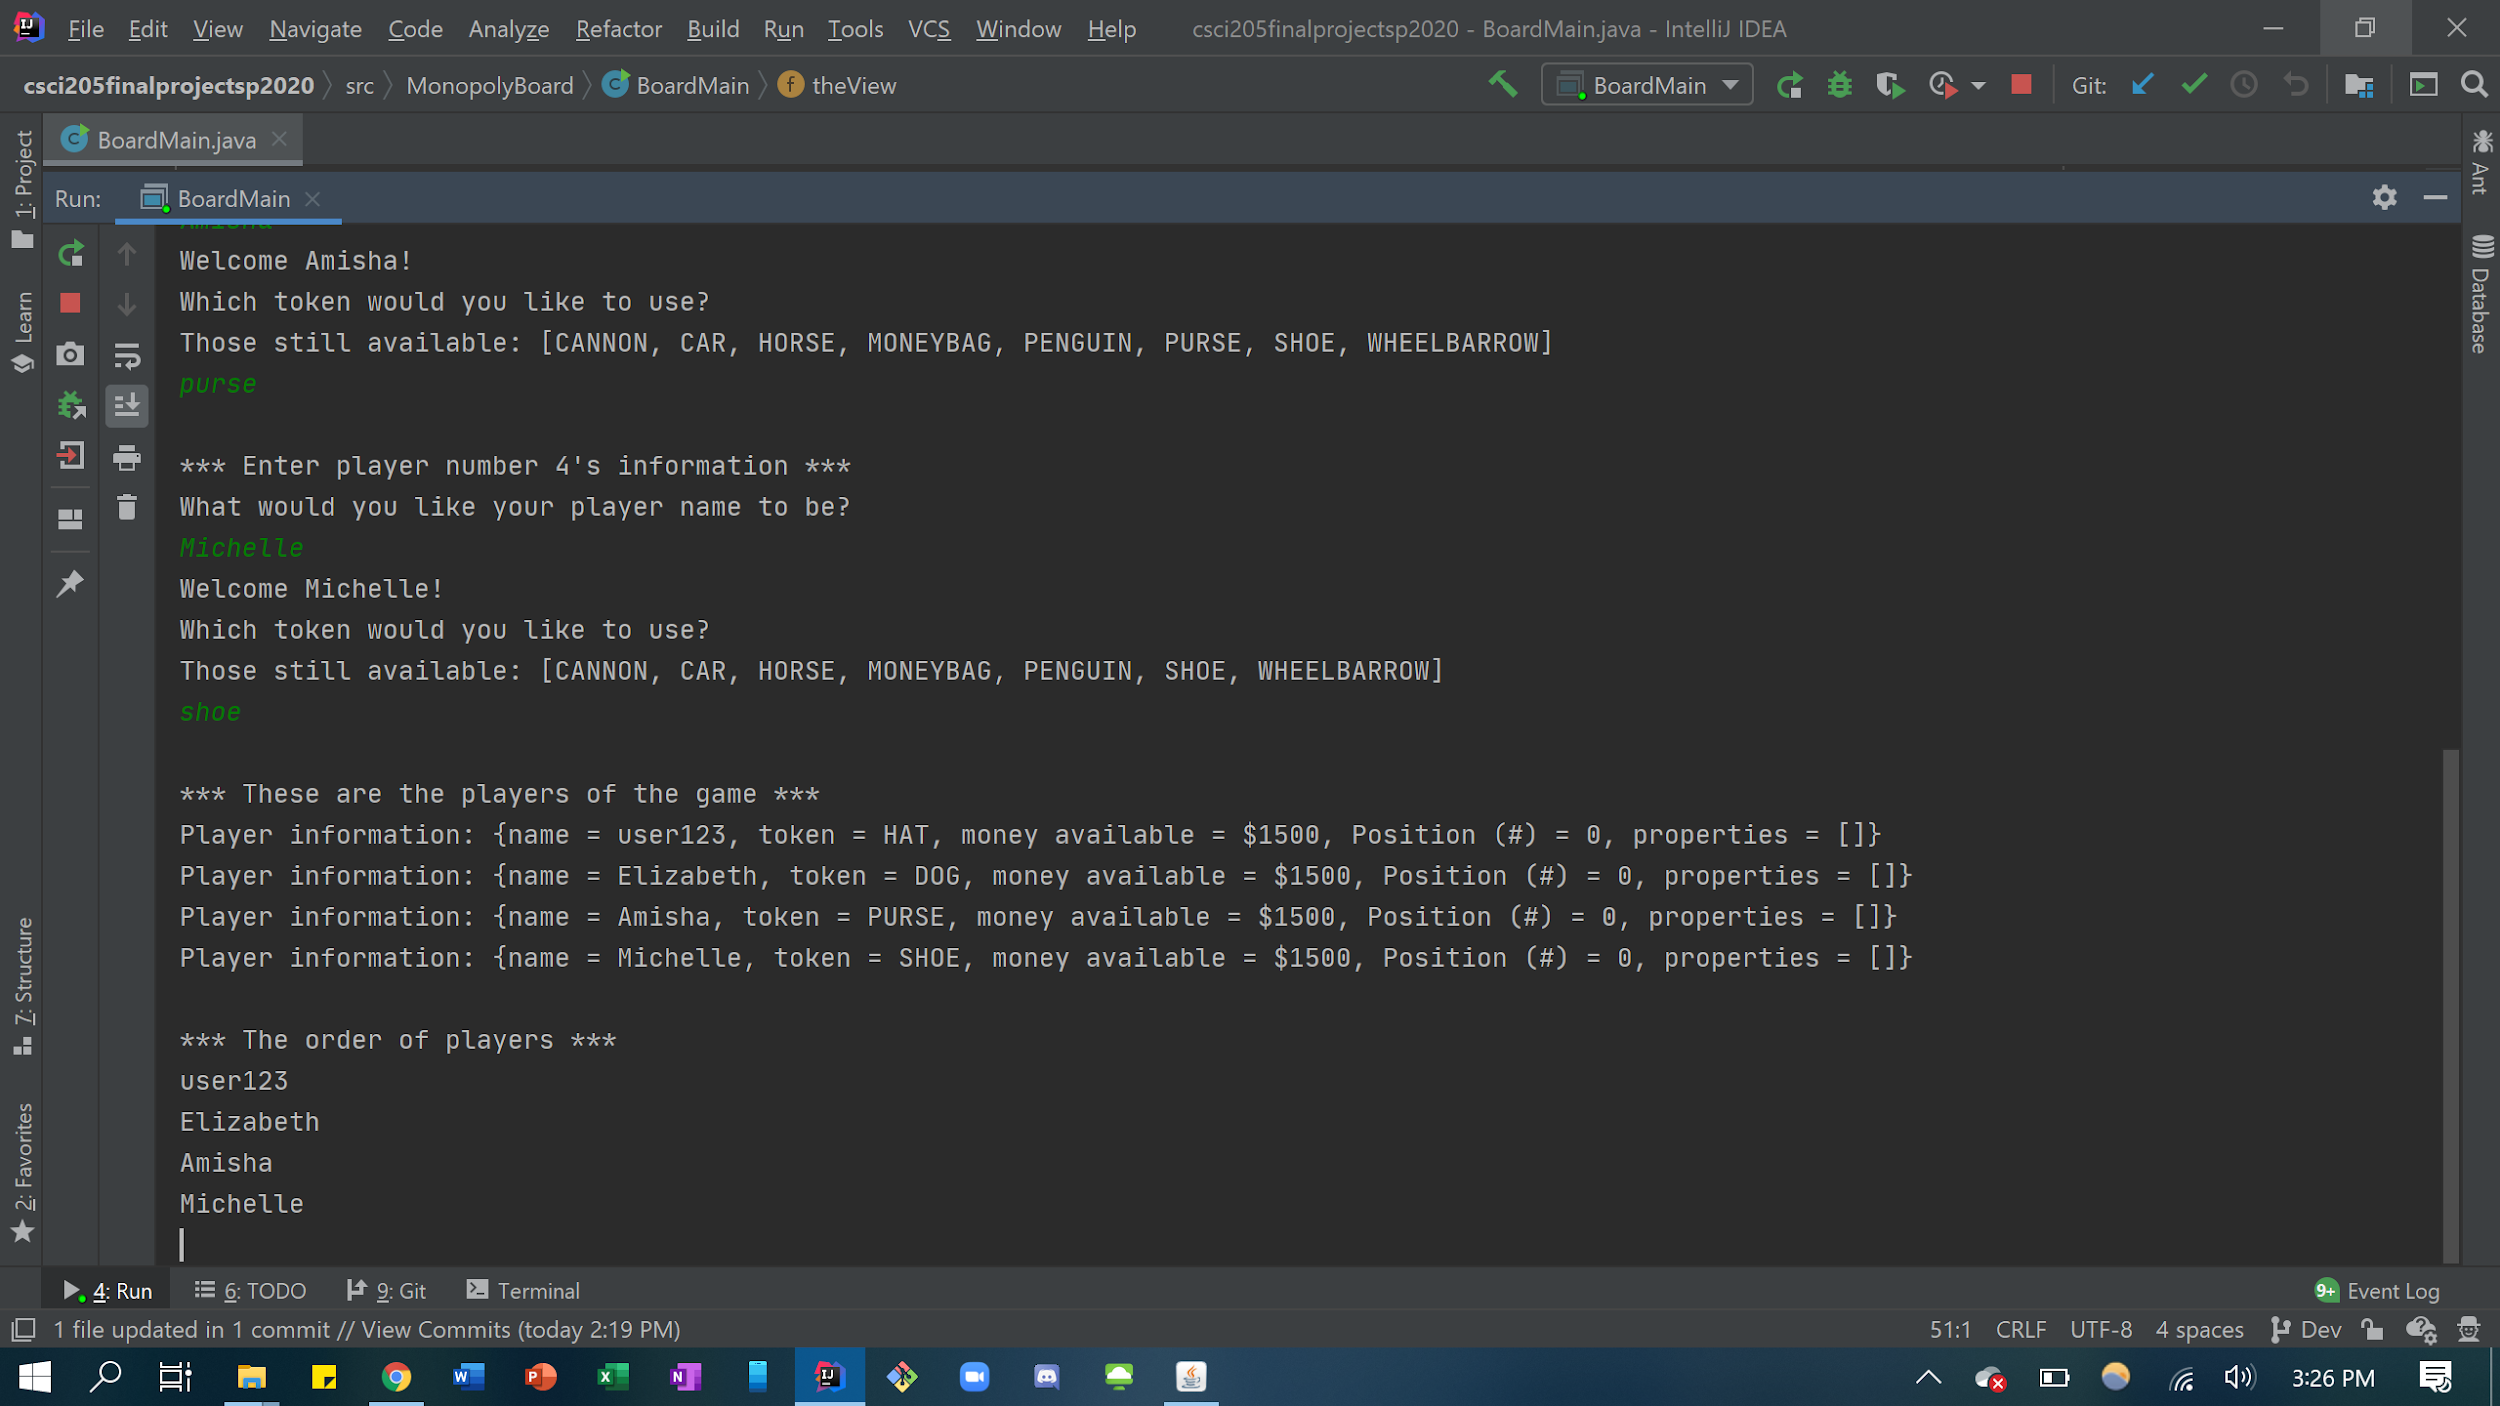 File Edit View Navigate Code Analyze Refactor Build Run Tools VCS Window Help csci205finalprojectsp2020 - BoardMain.java - IntelliJ IDEA
csci205finalprojectsp2020 src MonopolyBoard BoardMain theView BoardMain Git:
BoardMain.java
Run: BoardMain
Amisha
Welcome Amisha!
Which token would you like to use?
Those still available: [CANNON, CAR, HORSE, MONEYBAG, PENGUIN, PURSE, SHOE, WHEELBARROW]
purse
*** Enter player number 4's information ***
What would you like your player name to be?
Michelle
Welcome Michelle!
Which token would you like to use?
Those still available: [CANNON, CAR, HORSE, MONEYBAG, PENGUIN, SHOE, WHEELBARROW]
shoe
*** These are the players of the game ***
Player information: {name = user123, token = HAT, money available = $1500, Position (#) = 0, properties = []}
Player information: {name = Elizabeth, token = DOG, money available = $1500, Position (#) = 0, properties = []}
Player information: {name = Amisha, token = PURSE, money available = $1500, Position (#) = 0, properties = []}
Player information: {name = Michelle, token = SHOE, money available = $1500, Position (#) = 0, properties = []}
*** The order of players ***
user123
Elizabeth
Amisha
Michelle
1: Project
Learn
7: Structure
2: Favorites
Ant
Database
4: Run 6: TODO 9: Git Terminal 9+ Event Log
1 file updated in 1 commit // View Commits (today 2:19 PM) 51:1 CRLF UTF-8 4 spaces Dev
3:26 PM